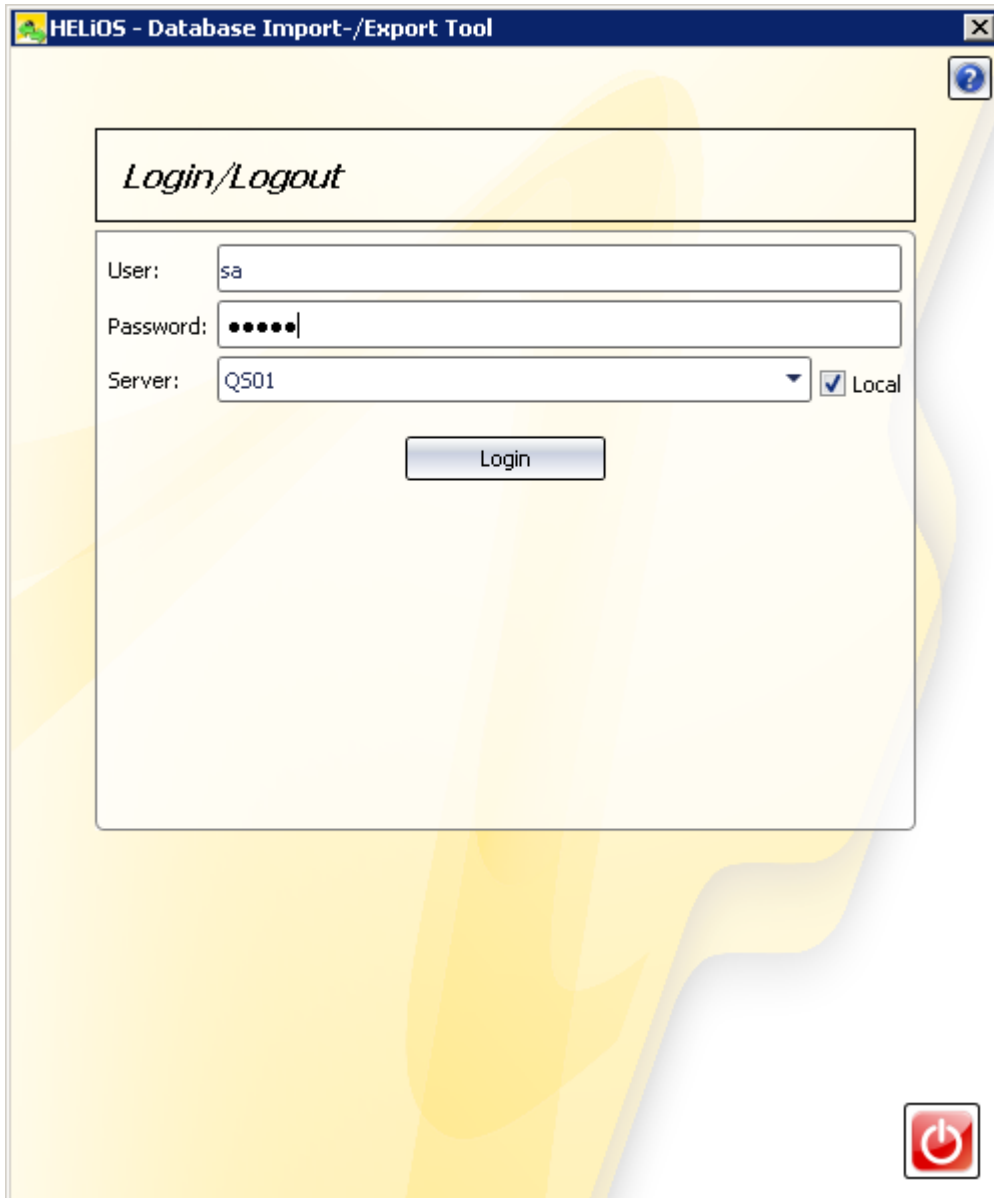 HELiOS - Database Import-/Export Tool
Login/Logout
User: sa
Password: •••••
Server: QS01 Local
Login